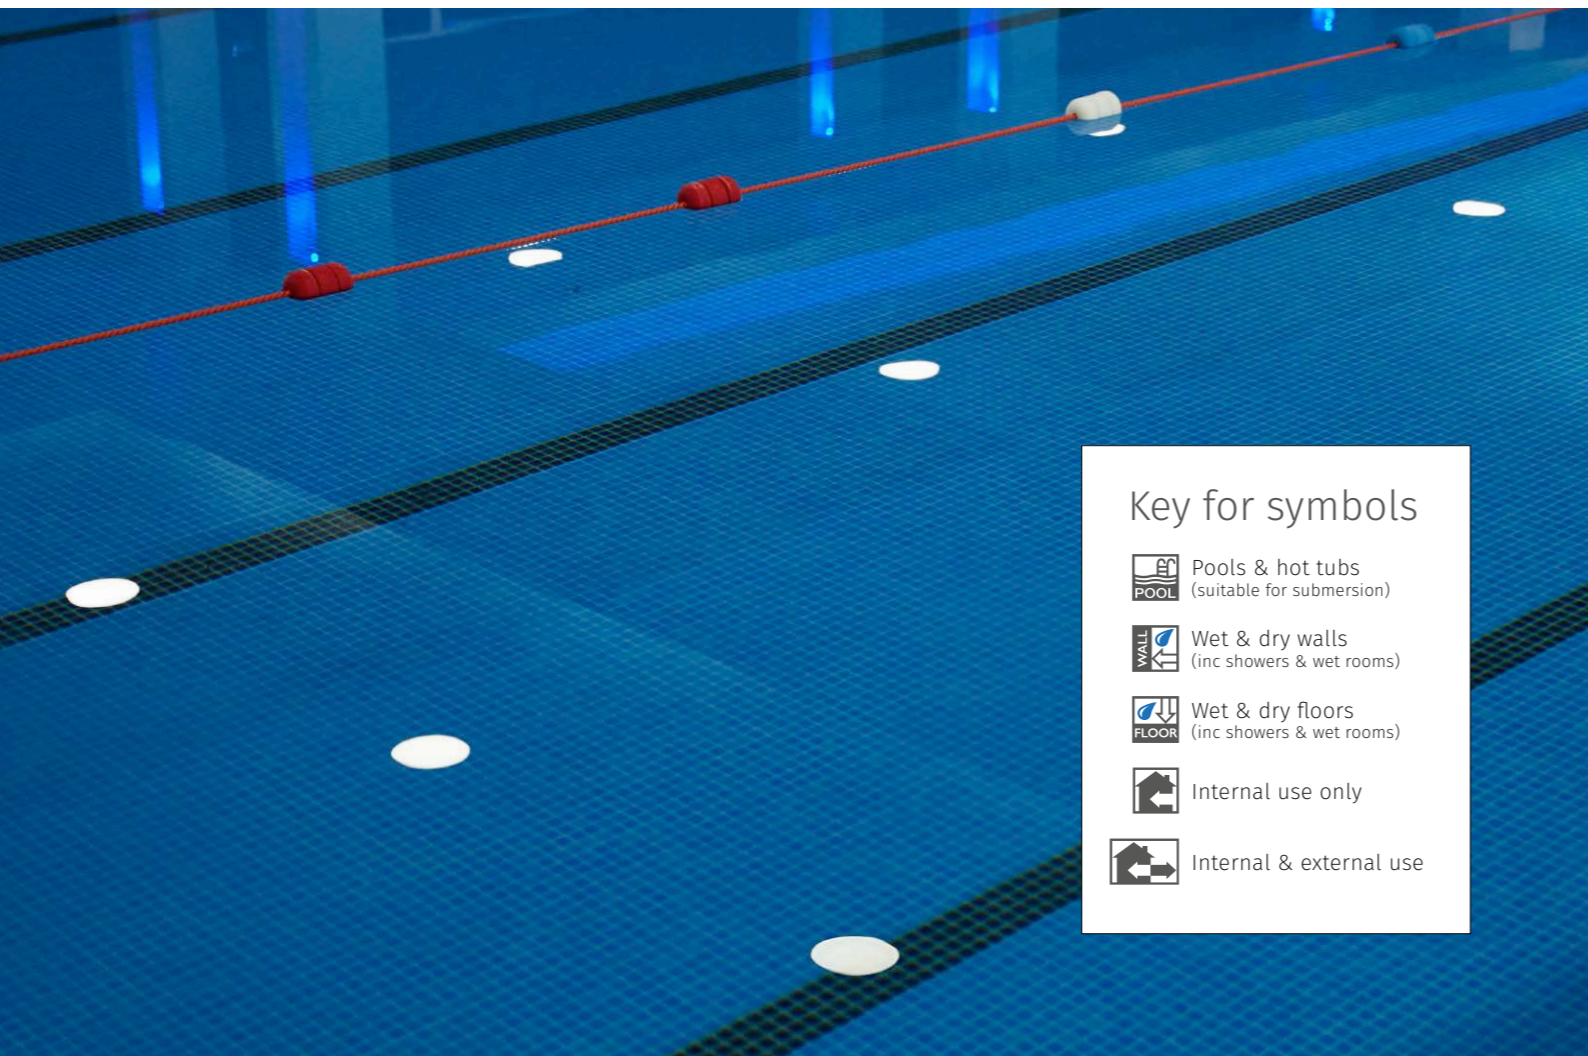 Key for symbols
POOL
Pools & hot tubs
(suitable for submersion)
WALL
Wet & dry walls
(inc showers & wet rooms)
FLOOR
Wet & dry floors
(inc showers & wet rooms)
Internal use only
Internal & external use